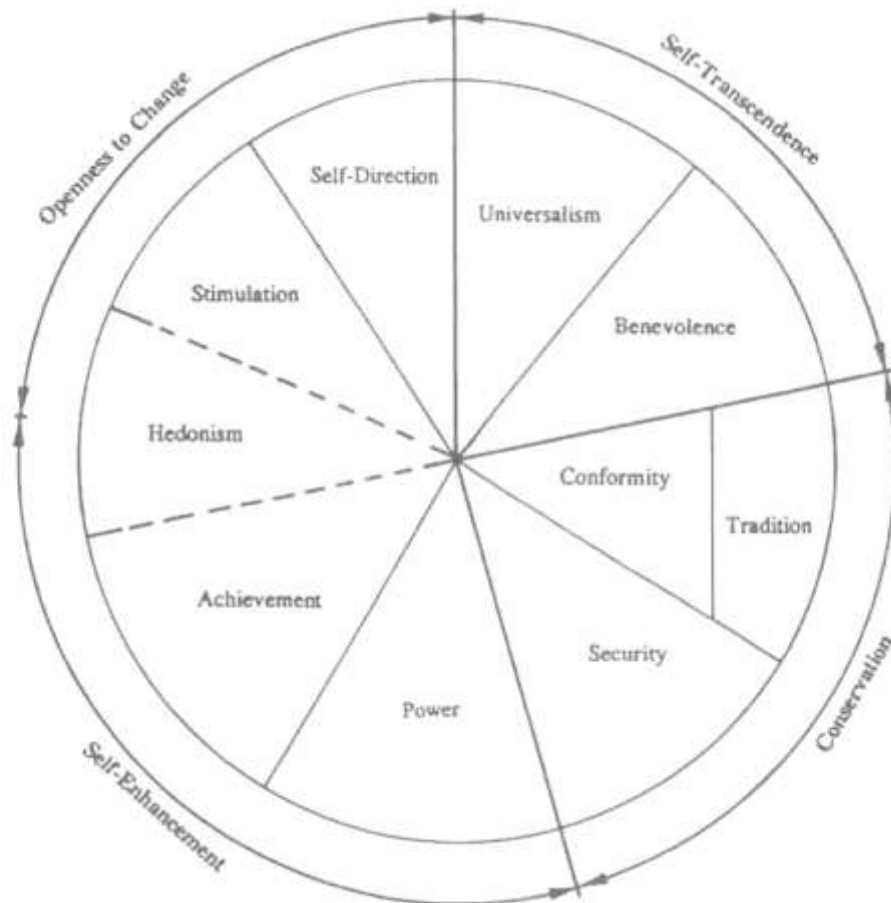 Openness to Change
Self-Transcendence
Self-Direction
Universalism
Stimulation
Benevolence
Hedonism
Conformity
Tradition
Achievement
Security
Power
Self-Enhancement
Conservation